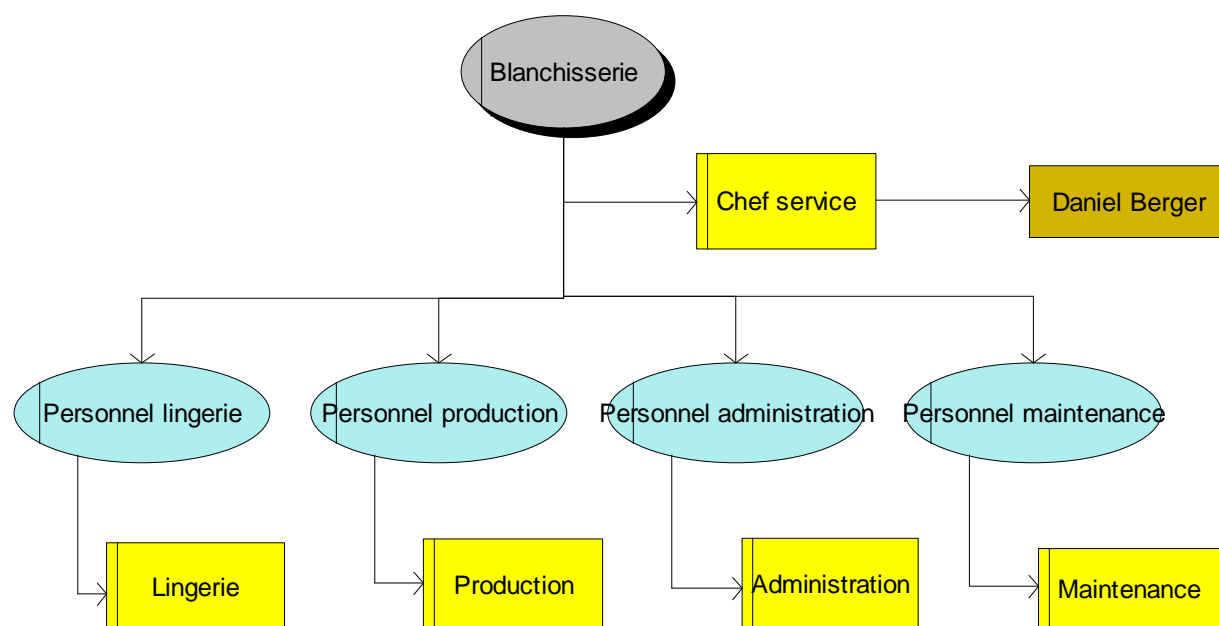 Blanchisserie
Chef service
Daniel Berger
Personnel lingerie
Personnel production
Personnel administration
Personnel maintenance
Lingerie
Production
Administration
Maintenance